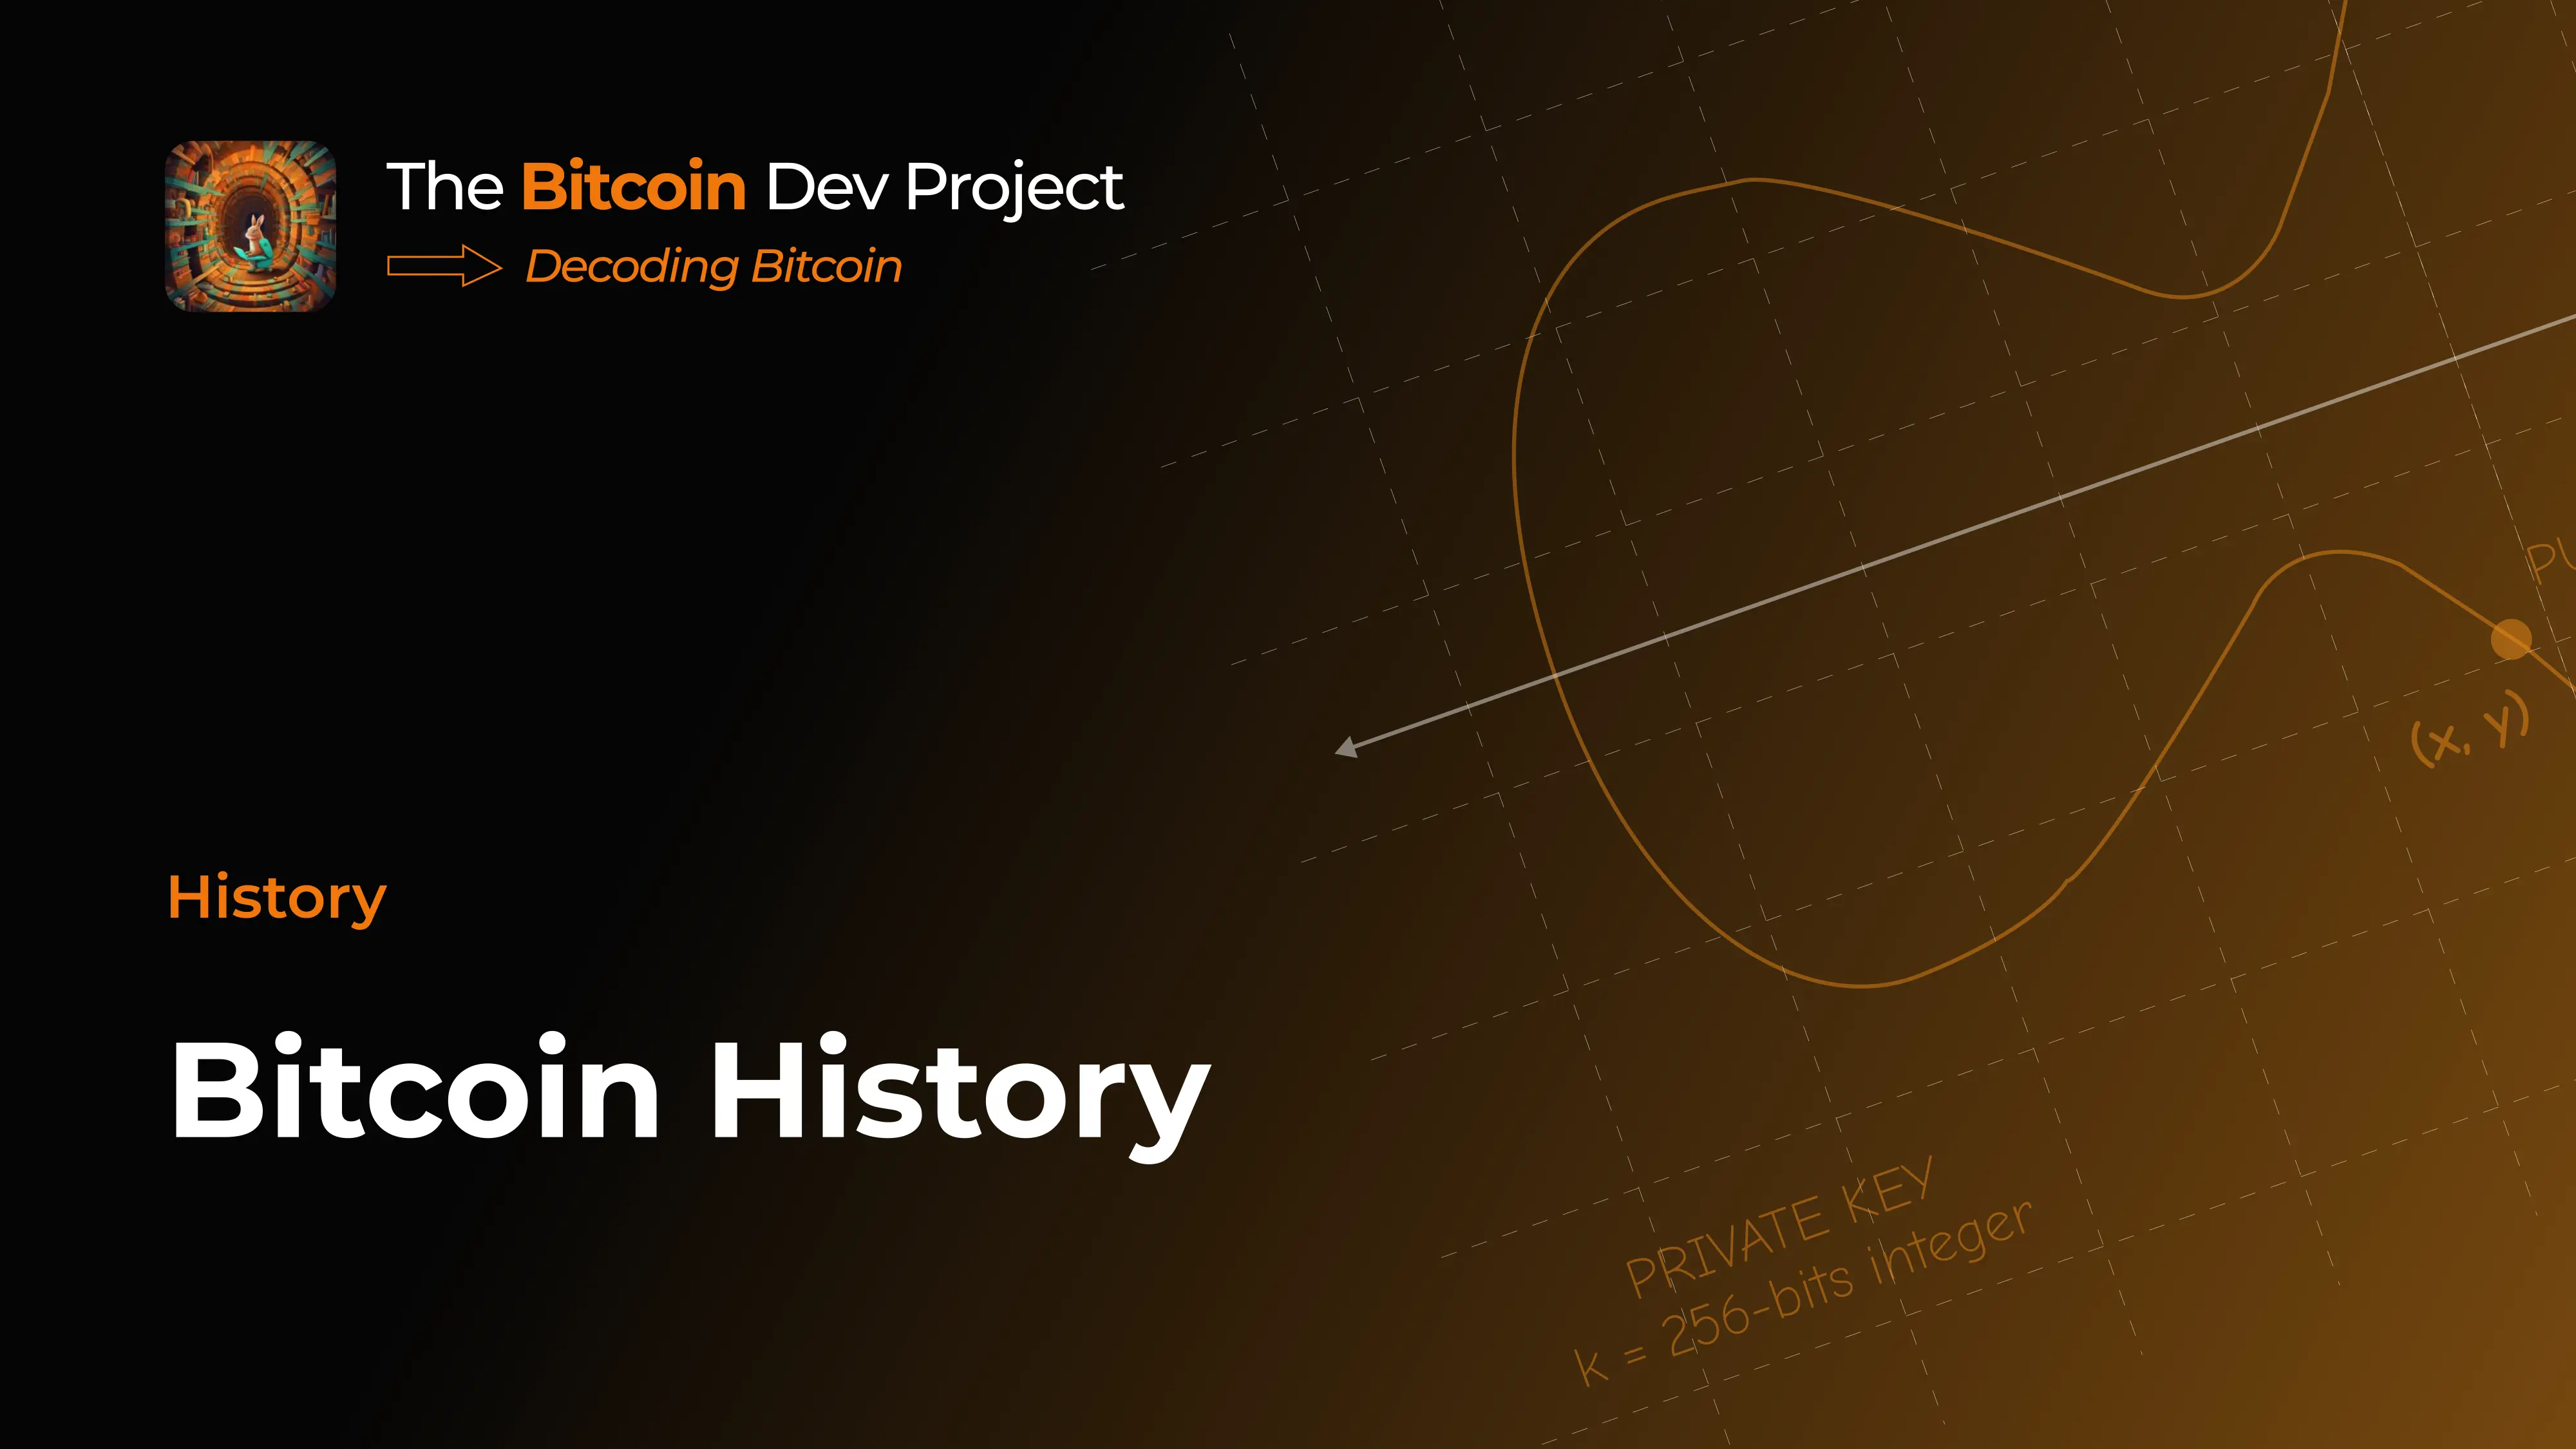 The Bitcoin Dev Project
Decoding Bitcoin
(x, y)
History
Bitcoin History
PRIVATE KEY
k = 256-bits integer